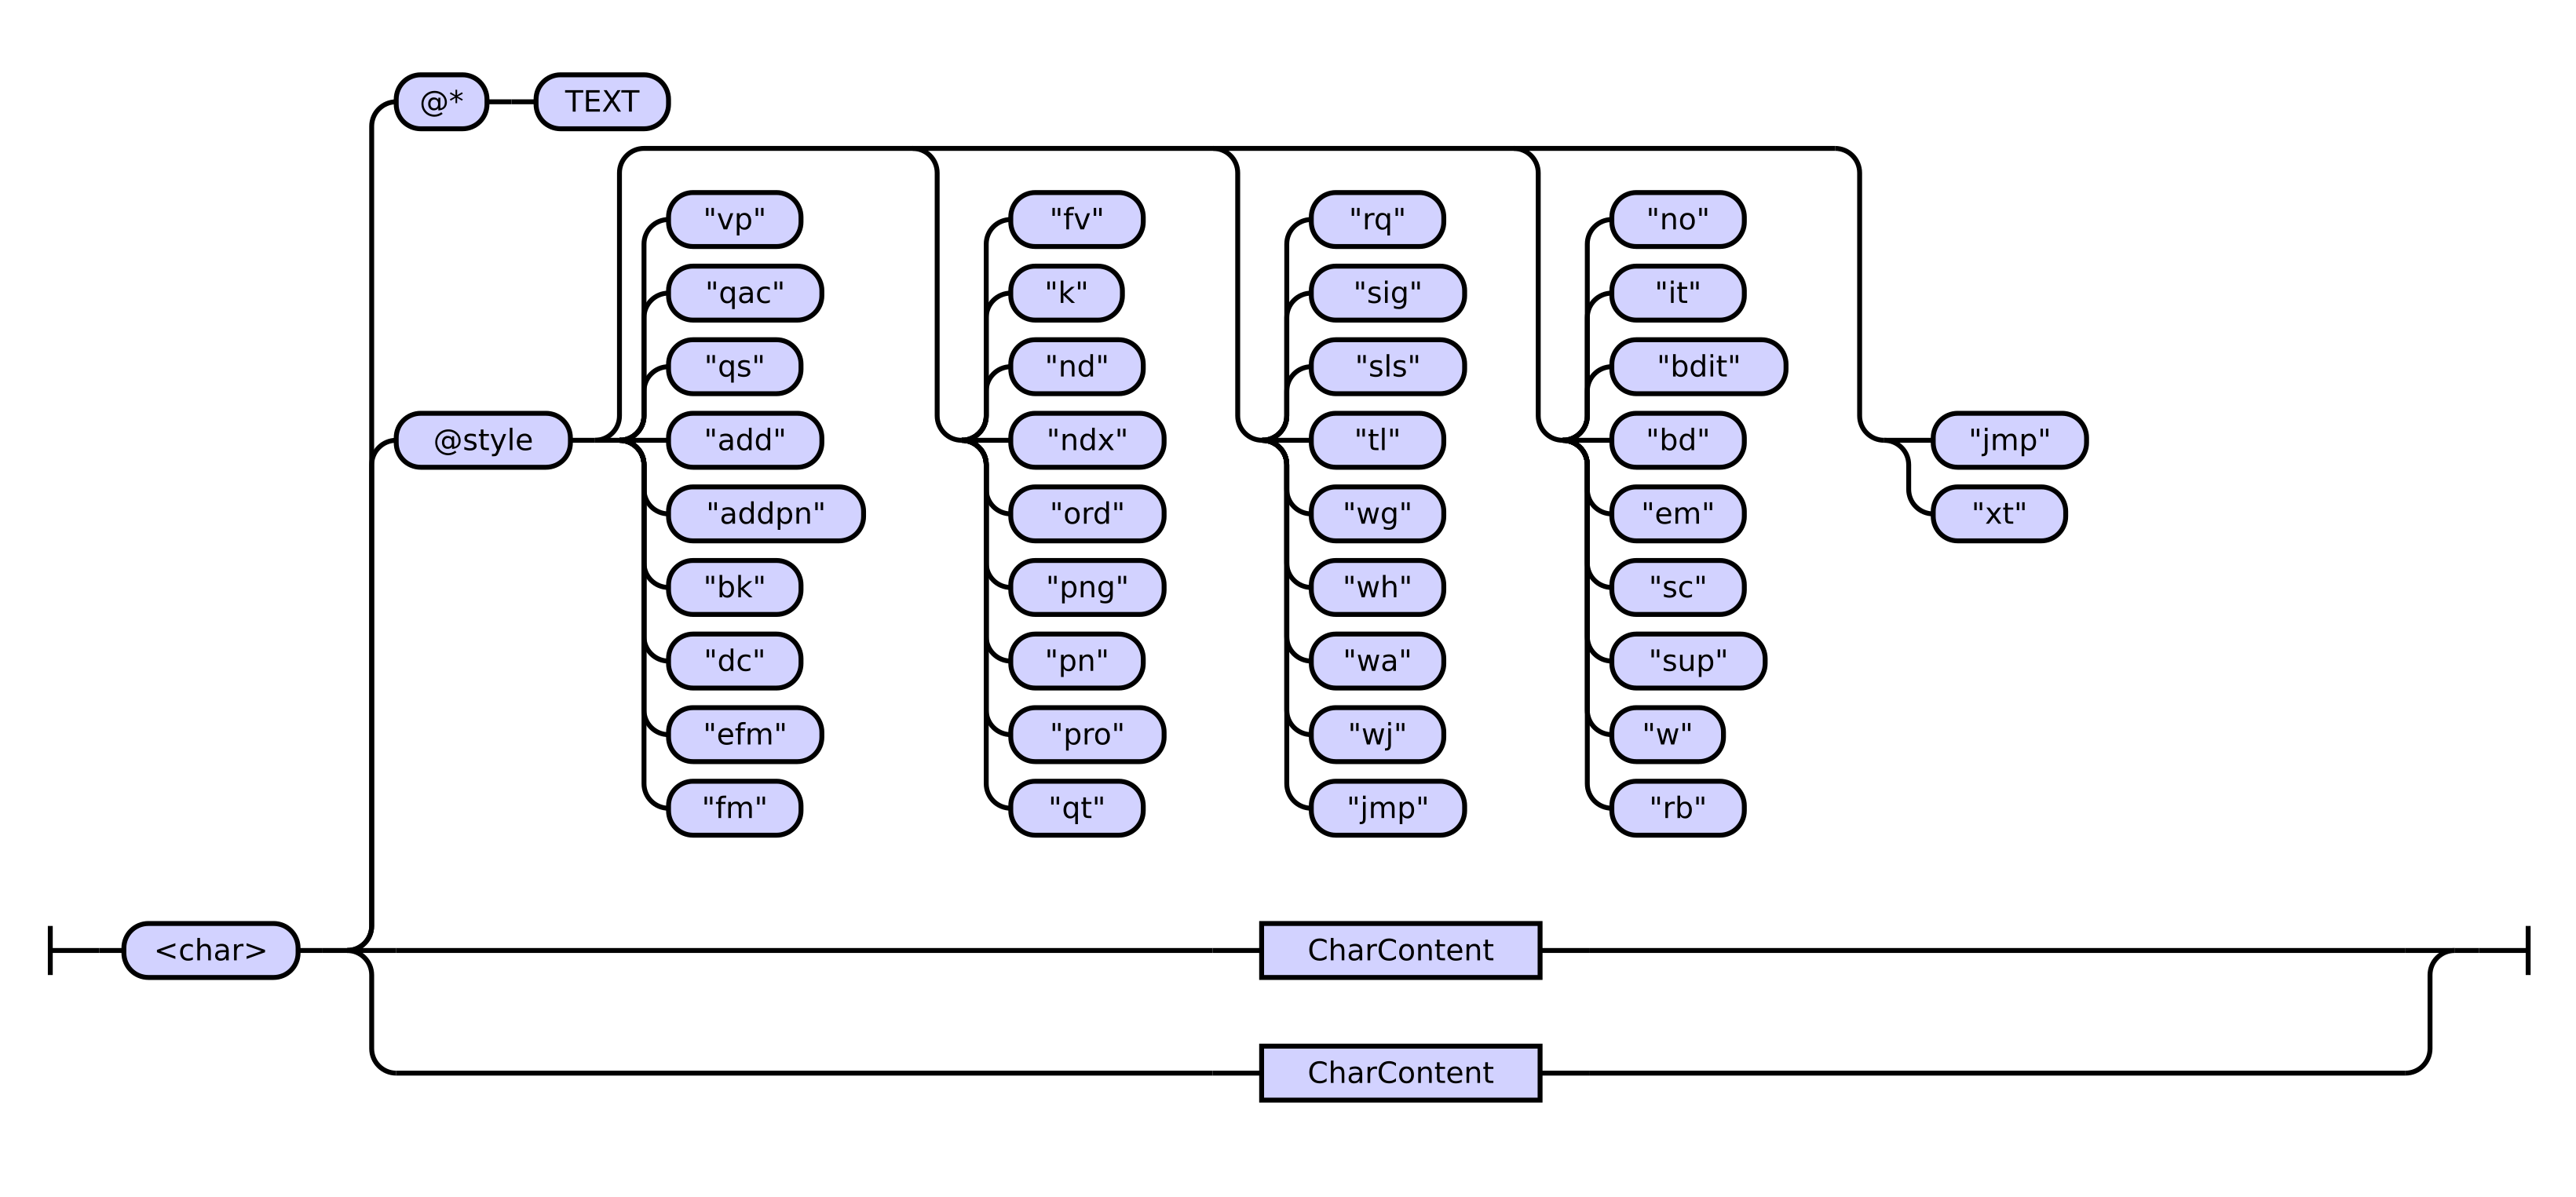 @* TEXT
"vp" "fv" "rq" "no"
"qac" "k" "sig" "it"
"qs" "nd" "sls" "bdit"
@style "add" "ndx" "tl" "bd" "jmp"
"addpn" "ord" "wg" "em" "xt"
"bk" "png" "wh" "sc"
"dc" "pn" "wa" "sup"
"efm" "pro" "wj" "w"
"fm" "qt" "jmp" "rb"
<char> CharContent
CharContent